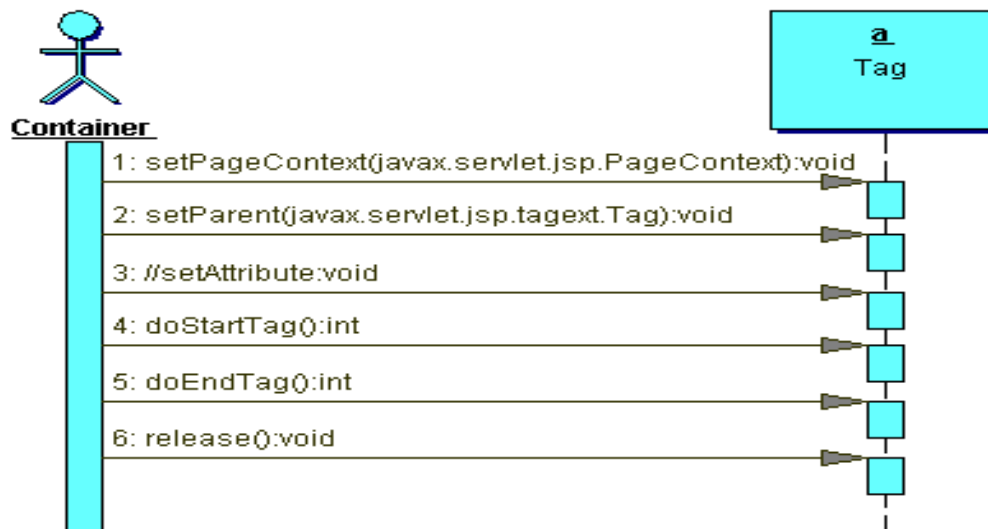 a
Tag
Container
1: setPageContext(javax.servlet.jsp.PageContext):void
2: setParent(javax.servlet.jsp.tagext.Tag):void
3: //setAttribute:void
4: doStartTag():int
5: doEndTag():int
6: release():void